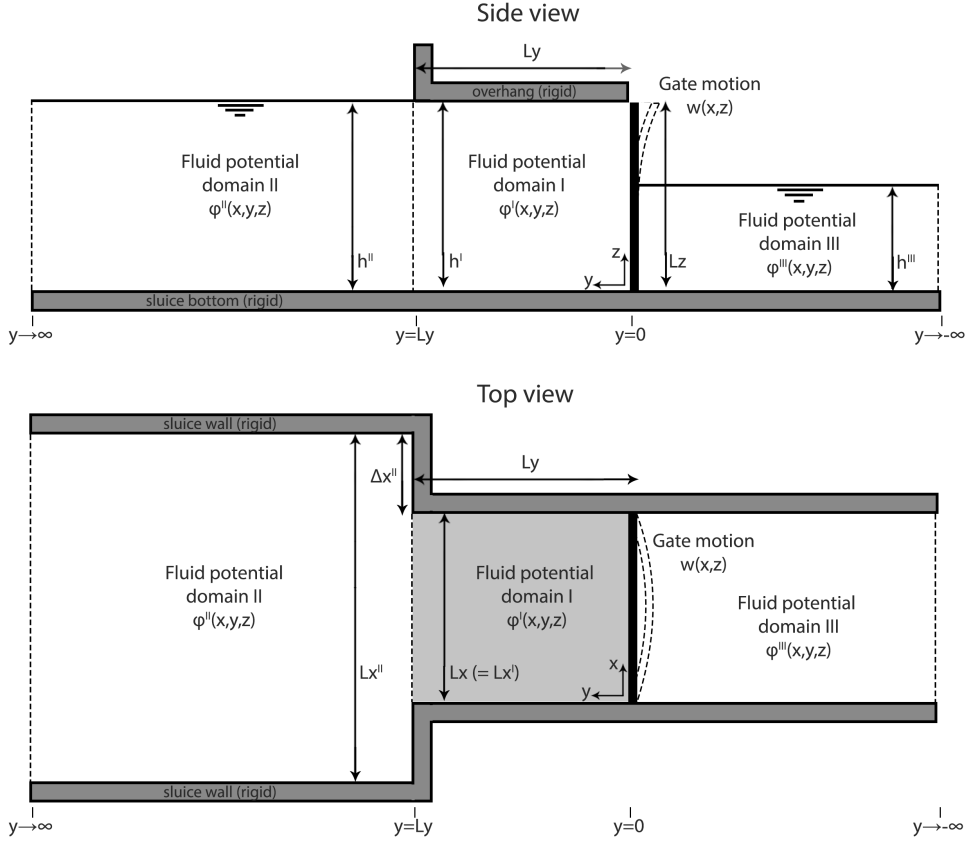 Side view
Ly
overhang (rigid)
Gate motion
w(x,z)
Fluid potential
domain II
φᴵᴵ(x,y,z)
Fluid potential
domain I
φᴵ(x,y,z)
Fluid potential
domain III
φᴵᴵᴵ(x,y,z)
hᴵᴵ
hᴵ
z
y
Lz
hᴵᴵᴵ
sluice bottom (rigid)
y→∞
y=Ly
y=0
y→-∞
Top view
sluice wall (rigid)
Δxᴵᴵ
Ly
Gate motion
w(x,z)
Fluid potential
domain II
φᴵᴵ(x,y,z)
Fluid potential
domain I
φᴵ(x,y,z)
Fluid potential
domain III
φᴵᴵᴵ(x,y,z)
Lxᴵᴵ
Lx (= Lxᴵ)
x
y
sluice wall (rigid)
y→∞
y=Ly
y=0
y→-∞